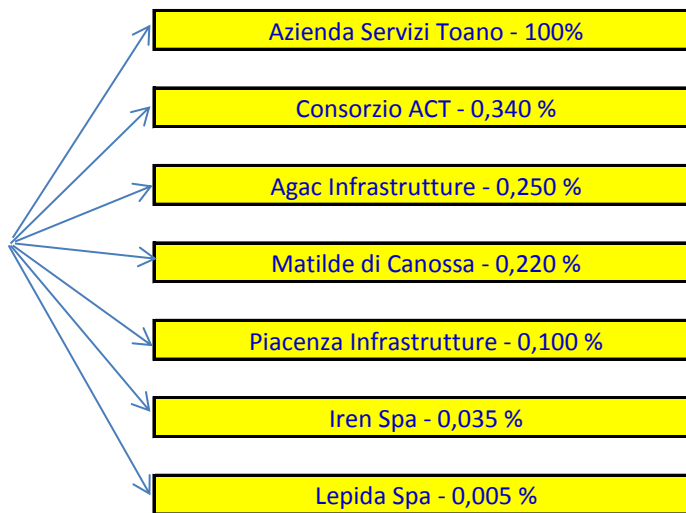 Azienda Servizi Toano - 100%
Consorzio ACT - 0,340 %
Agac Infrastrutture - 0,250 %
Matilde di Canossa - 0,220 %
Piacenza Infrastrutture - 0,100 %
Iren Spa - 0,035 %
Lepida Spa - 0,005 %